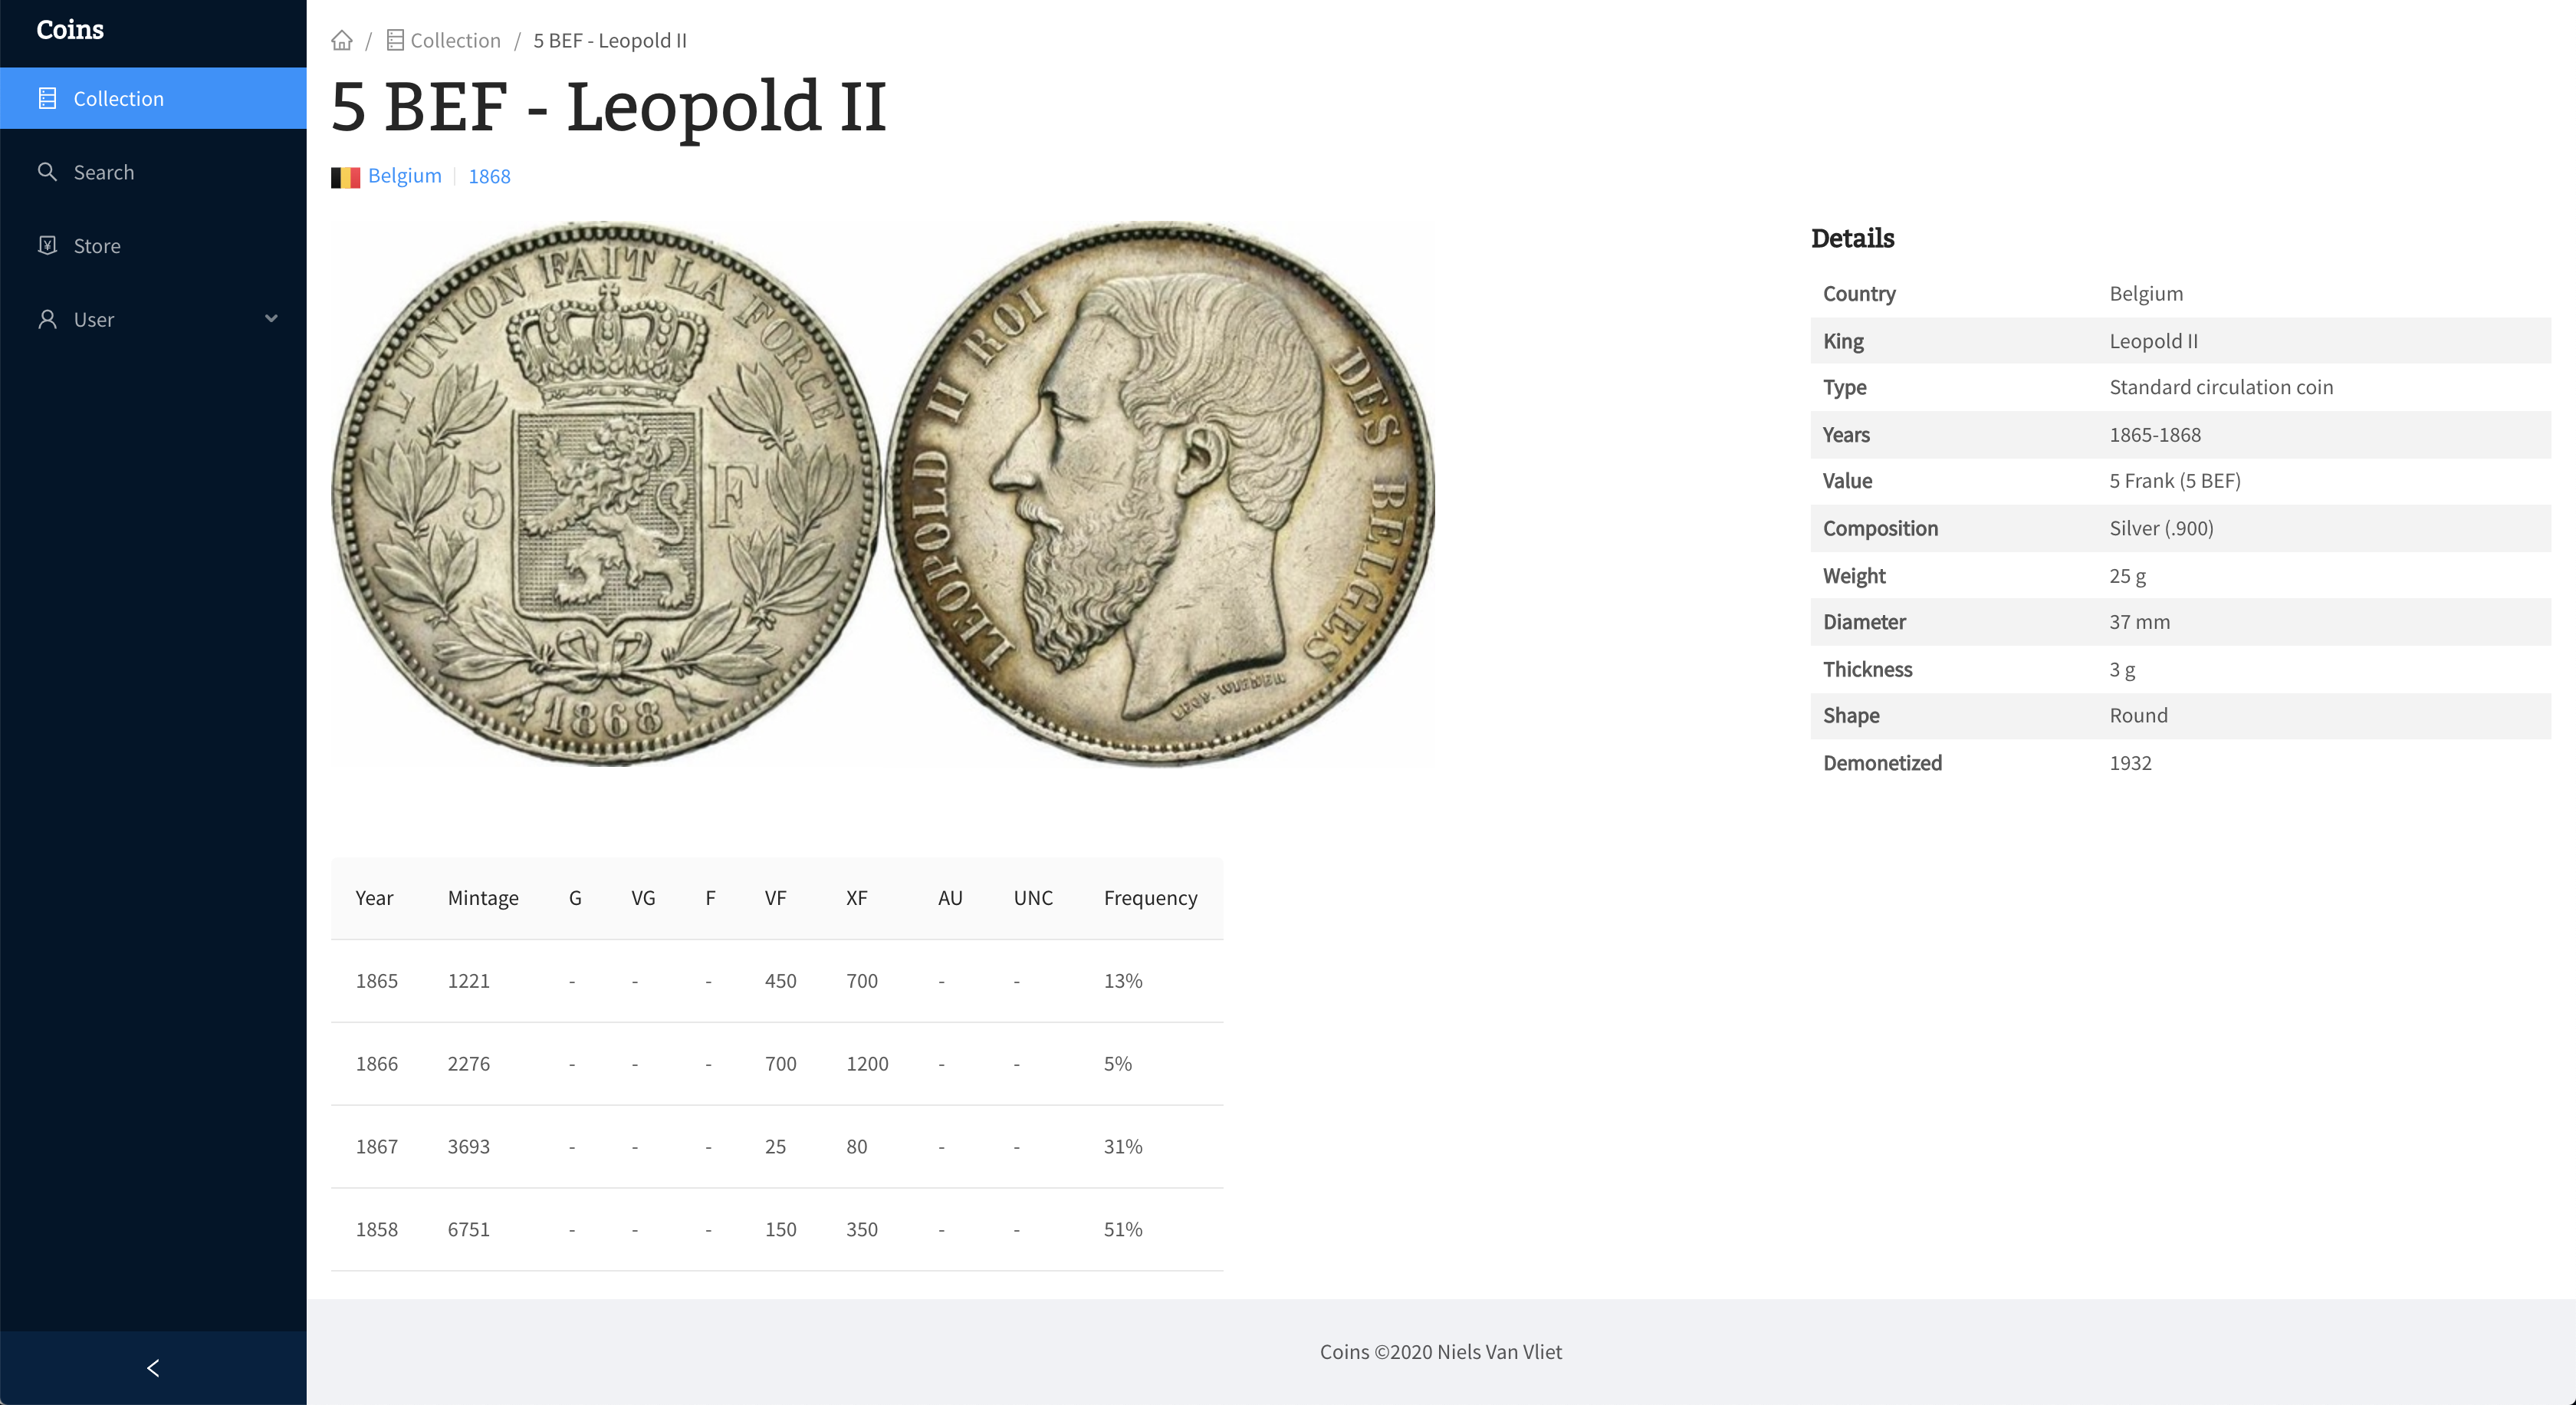 Coins
Collection
Search
Store
User
/ Collection / 5 BEF - Leopold II
5 BEF - Leopold II
Belgium | 1868
L'UNION FAIT LA FORCE
5 F
1868
LEOPOLD II ROI DES BELGES
LEOP. WIENER
Details
Country Belgium
King Leopold II
Type Standard circulation coin
Years 1865-1868
Value 5 Frank (5 BEF)
Composition Silver (.900)
Weight 25 g
Diameter 37 mm
Thickness 3 g
Shape Round
Demonetized 1932
Year Mintage G VG F VF XF AU UNC Frequency
1865 1221 - - - 450 700 - - 13%
1866 2276 - - - 700 1200 - - 5%
1867 3693 - - - 25 80 - - 31%
1858 6751 - - - 150 350 - - 51%
Coins ©2020 Niels Van Vliet